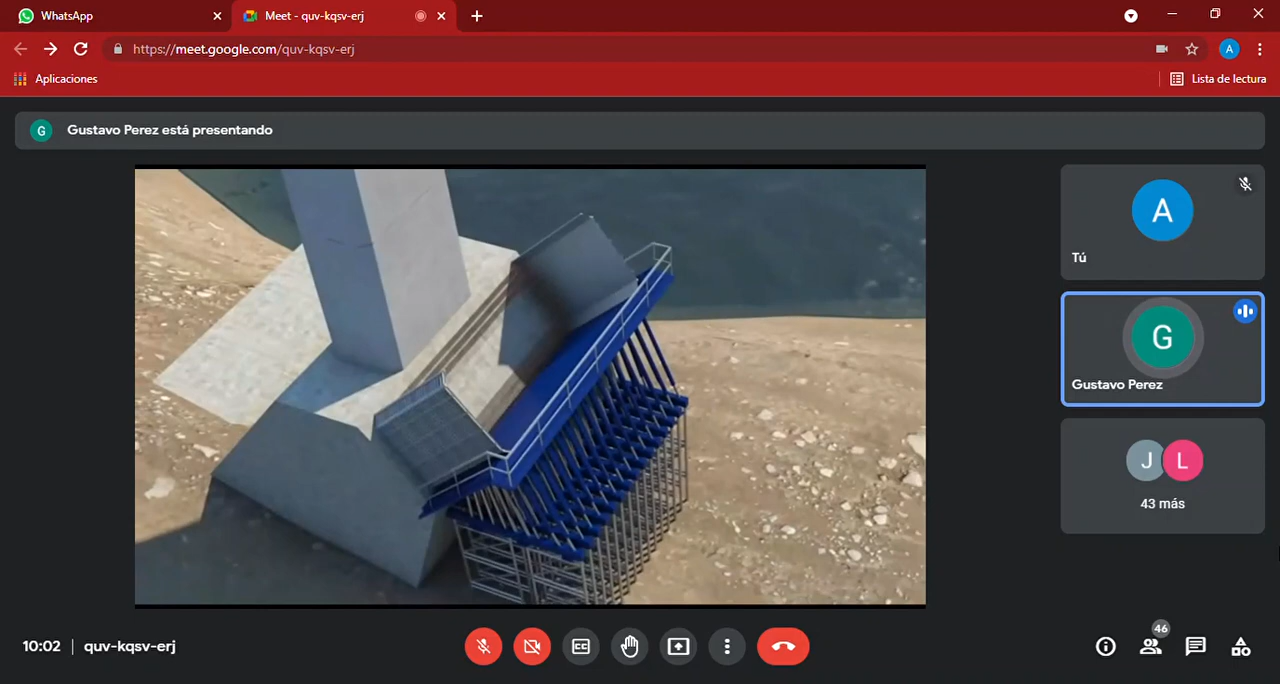 WhatsApp
Meet - quv-kqsv-erj
https://meet.google.com/quv-kqsv-erj
A
Aplicaciones
Lista de lectura
G
Gustavo Perez está presentando
A
Tú
G
Gustavo Perez
J L
43 más
10:02 | quv-kqsv-erj
CC
46